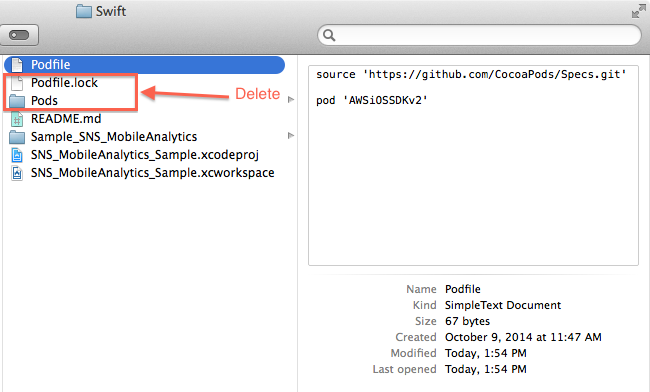 Swift
Podfile
Podfile.lock
Pods
Delete
README.md
Sample_SNS_MobileAnalytics
SNS_MobileAnalytics_Sample.xcodeproj
SNS_MobileAnalytics_Sample.xcworkspace
source 'https://github.com/CocoaPods/Specs.git'
pod 'AWSiOSSDKv2'
Name Podfile
Kind SimpleText Document
Size 67 bytes
Created October 9, 2014 at 11:47 AM
Modified Today, 1:54 PM
Last opened Today, 1:54 PM